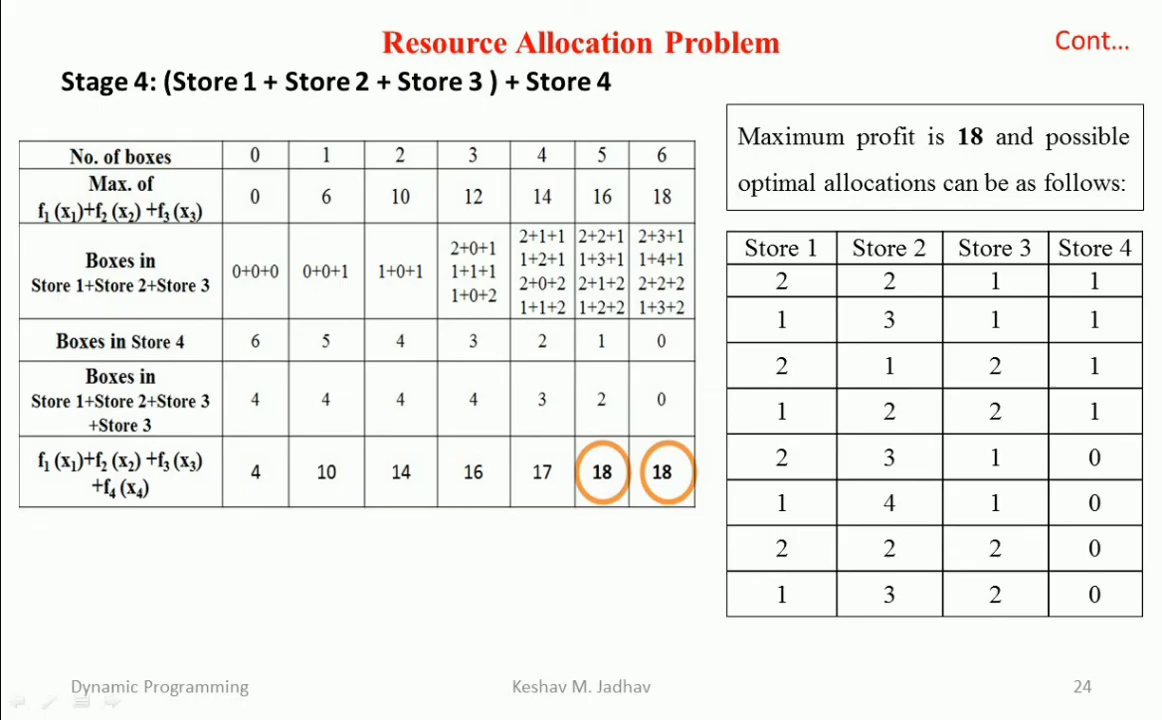 Resource Allocation Problem
Cont...
Stage 4: (Store 1 + Store 2 + Store 3 ) + Store 4
No. of boxes 0 1 2 3 4 5 6
Max. of
f₁ (x₁)+f₂ (x₂) +f₃ (x₃) 0 6 10 12 14 16 18
Boxes in
Store 1+Store 2+Store 3
0+0+0 0+0+1 1+0+1
2+0+1
1+1+1
1+0+2
2+1+1 2+2+1 2+3+1
1+2+1 1+3+1 1+4+1
2+0+2 2+1+2 2+2+2
1+1+2 1+2+2 1+3+2
Boxes in Store 4 6 5 4 3 2 1 0
Boxes in
Store 1+Store 2+Store 3
+Store 3
4 4 4 4 3 2 0
f₁ (x₁)+f₂ (x₂) +f₃ (x₃)
+f₄ (x₄)
4 10 14 16 17 18 18
Maximum profit is 18 and possible
optimal allocations can be as follows:
Store 1 Store 2 Store 3 Store 4
2 2 1 1
1 3 1 1
2 1 2 1
1 2 2 1
2 3 1 0
1 4 1 0
2 2 2 0
1 3 2 0
Dynamic Programming
Keshav M. Jadhav
24